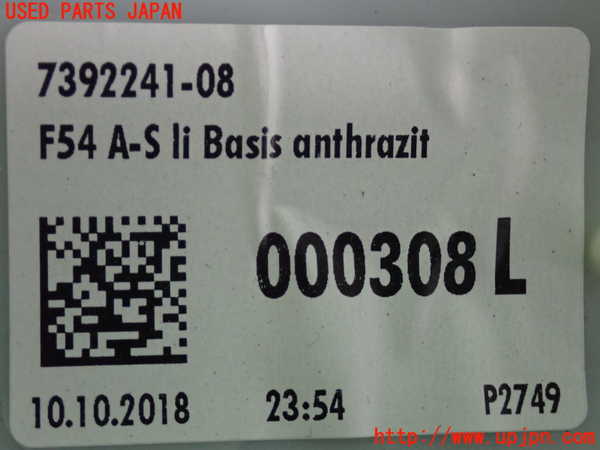 USED PARTS JAPAN
7392241-08
F54 A-S li Basis anthrazit
000308 L
10.10.2018 23:54 P2749
http://www.upjpn.com